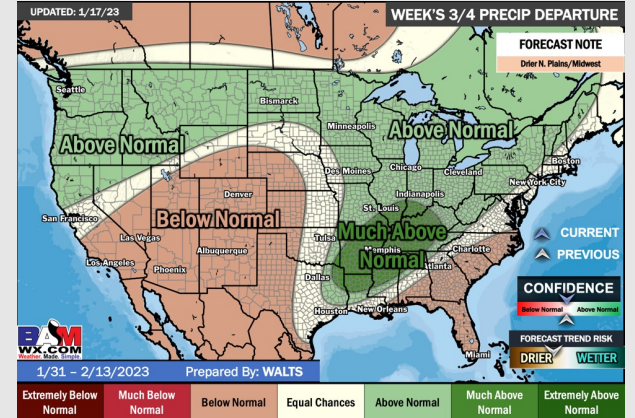 UPDATED: 1/17/23
WEEK'S 3/4 PRECIP DEPARTURE
FORECAST NOTE
Drier N. Plains/Midwest
Seattle
Bismarck
Minneapolis
Above Normal
Above Normal
Boston
Chicago
Cleveland
Des Moines
New York City
Denver
Indianapolis
St. Louis
San Francisco
Below Normal
Much Above
Normal
CURRENT
Las Vegas
Tulsa
Memphis
Charlotte
PREVIOUS
Albuquerque
Los Angeles
Phoenix
Atlanta
Dallas
CONFIDENCE
Below Normal
Above Normal
Houston
New Orleans
FORECAST TREND RISK
DRIER
WETTER
Miami
BAM
WX.COM
Weather. Made. Simple.
1/31 – 2/13/2023
Prepared By: WALTS
Extremely Below
Normal
Much Below
Normal
Below Normal
Equal Chances
Above Normal
Much Above
Normal
Extremely Above
Normal